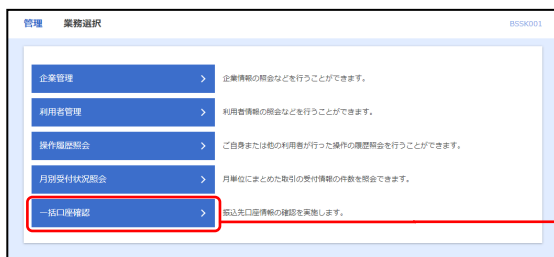 管理 業務選択 BSSK001
企業管理 企業情報の照会などを行うことができます。
利用者管理 利用者情報の照会などを行うことができます。
操作履歴照会 ご自身または他の利用者が行った操作の履歴照会を行うことができます。
月別受付状況照会 月単位にまとめた取引の受付情報の件数を照会できます。
一括口座確認 振込先口座情報の確認を実施します。